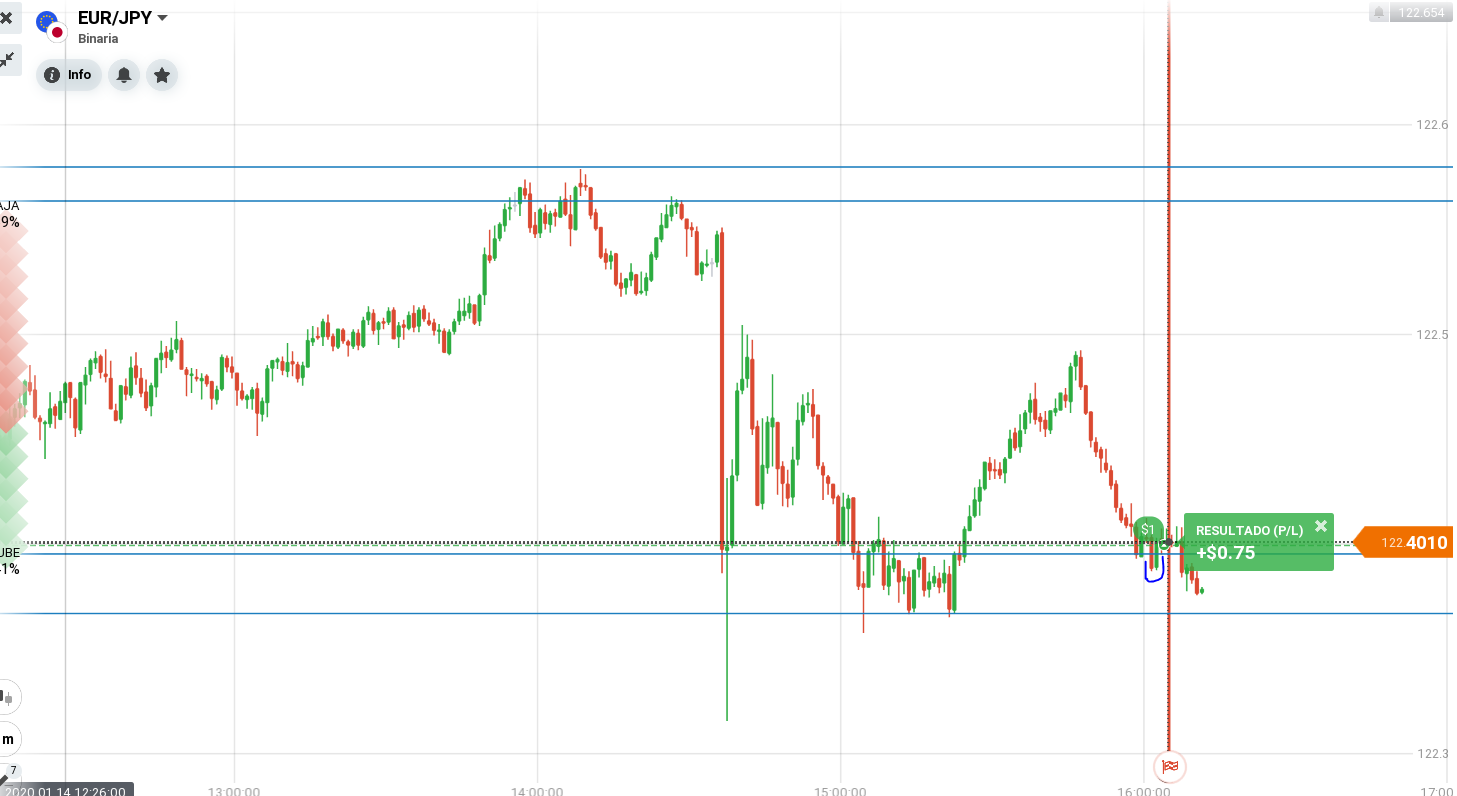 EUR/JPY
Binaria
Info
122.654
122.6
AJA
9%
122.5
$1
RESULTADO (P/L)
+$0.75
122.4010
UBE
1%
m
7
122.3
2020.01.14 12:26:00
13:00:00
14:00:00
15:00:00
16:00:00
17:00